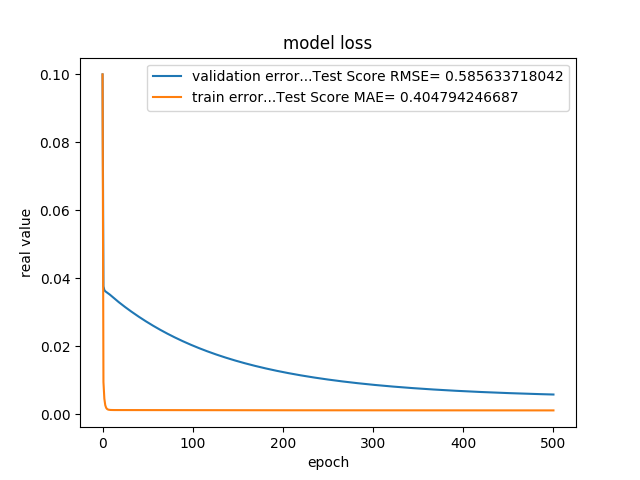 model loss
validation error...Test Score RMSE= 0.585633718042
train error...Test Score MAE= 0.404794246687
real value
0.10
0.08
0.06
0.04
0.02
0.00
0 100 200 300 400 500
epoch